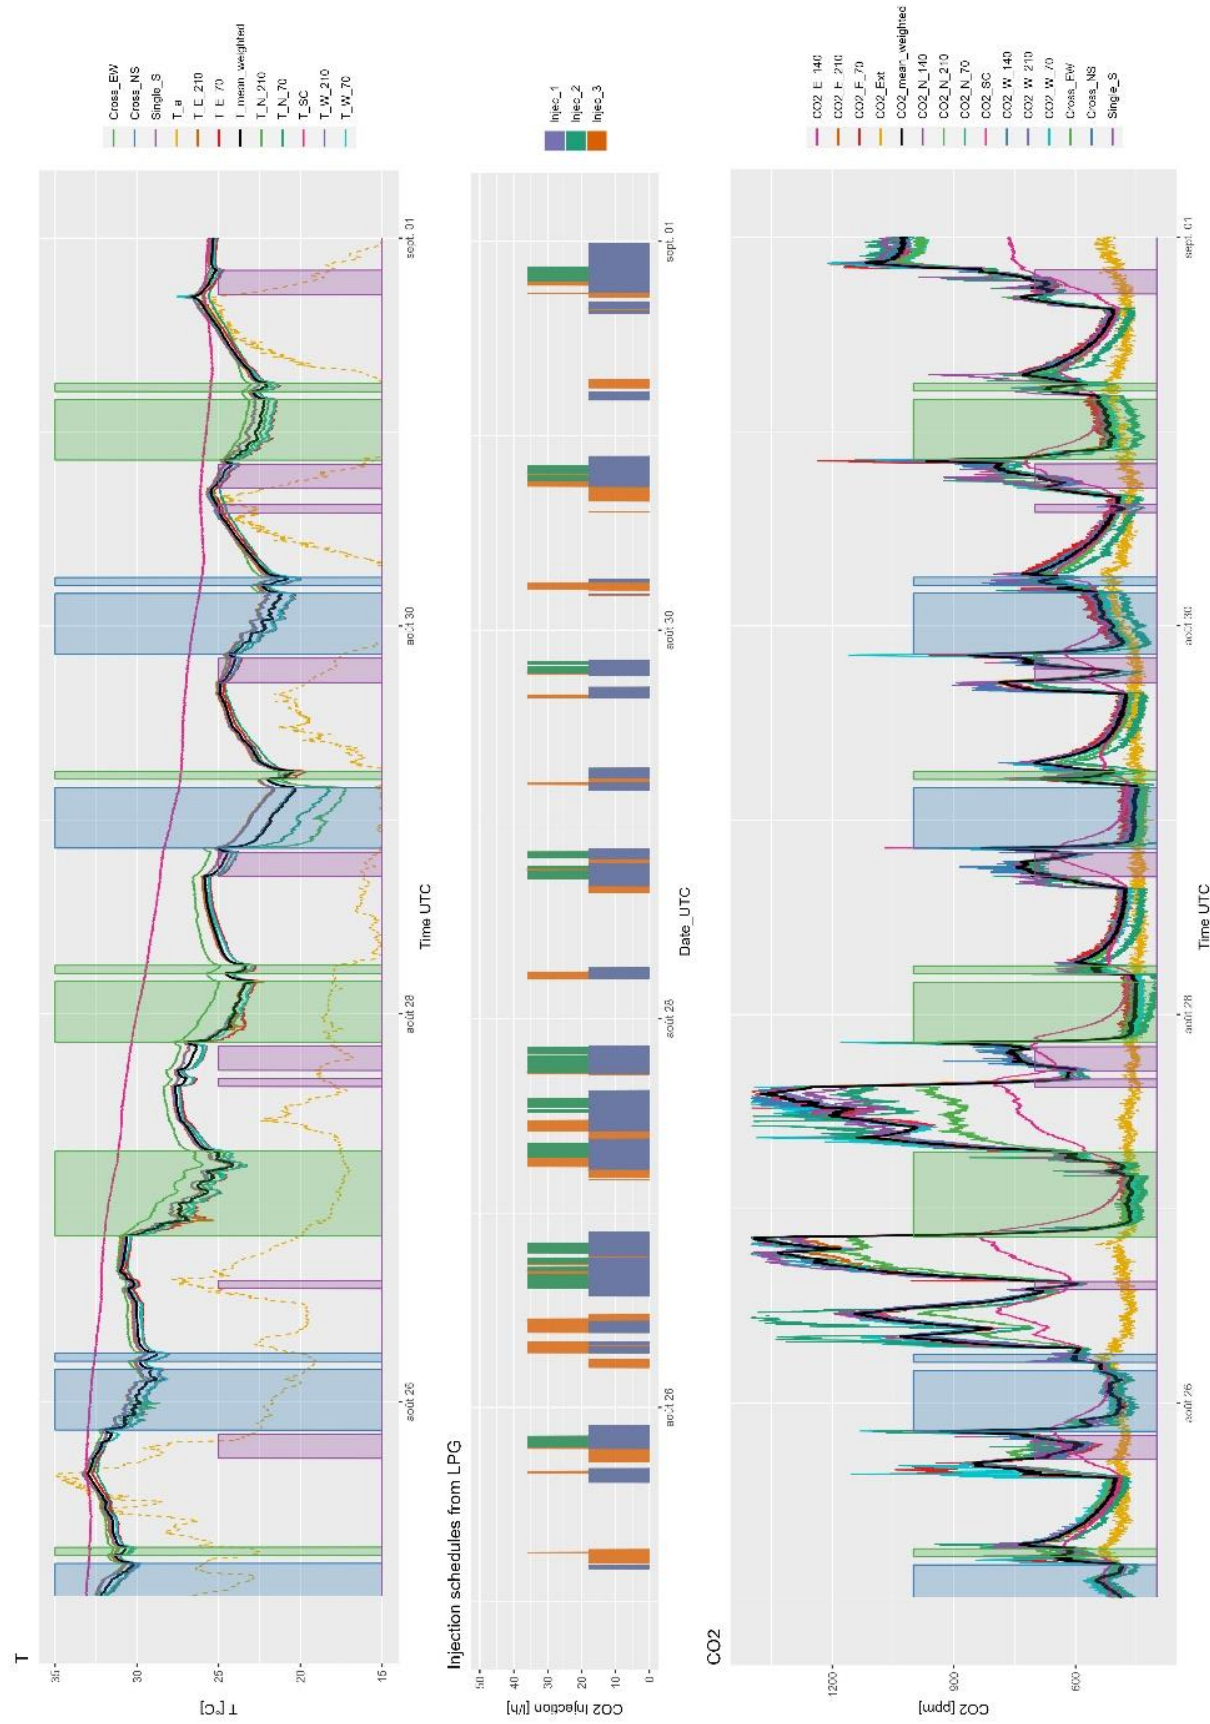 T
35
30
25
20
15
T [°C]
août 26
août 28
août 30
sept. 01
Time UTC
Cross_EW
Cross_NS
Single_S
T_a
T_E_210
T_E_70
T_mean_weighted
T_N_210
T_N_70
T_SC
T_W_210
T_W_70
Injection schedules from LPG
50
40
30
20
10
0
CO2 Injection [l/h]
août 26
août 28
août 30
sept. 01
Date_UTC
Injec_1
Injec_2
Injec_3
CO2
1200
900
600
CO2 [ppm]
août 26
août 28
août 30
sept. 01
Time UTC
CO2_E_140
CO2_E_210
CO2_E_70
CO2_Ext
CO2_mean_weighted
CO2_N_140
CO2_N_210
CO2_N_70
CO2_SC
CO2_W_140
CO2_W_210
CO2_W_70
Cross_EW
Cross_NS
Single_S